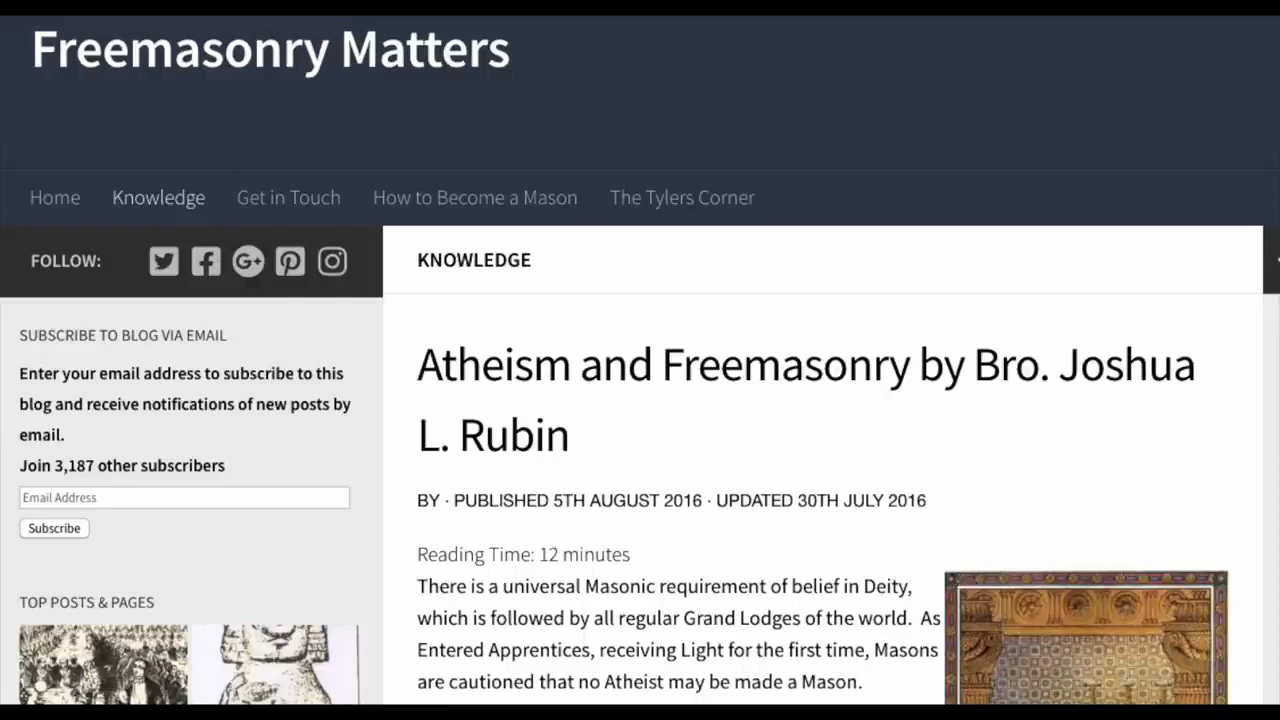 Freemasonry Matters
Home Knowledge Get in Touch How to Become a Mason The Tylers Corner
FOLLOW:
SUBSCRIBE TO BLOG VIA EMAIL
Enter your email address to subscribe to this
blog and receive notifications of new posts by
email.
Join 3,187 other subscribers
Email Address
Subscribe
TOP POSTS & PAGES
KNOWLEDGE
Atheism and Freemasonry by Bro. Joshua
L. Rubin
BY · PUBLISHED 5TH AUGUST 2016 · UPDATED 30TH JULY 2016
Reading Time: 12 minutes
There is a universal Masonic requirement of belief in Deity,
which is followed by all regular Grand Lodges of the world.  As
Entered Apprentices, receiving Light for the first time, Masons
are cautioned that no Atheist may be made a Mason.